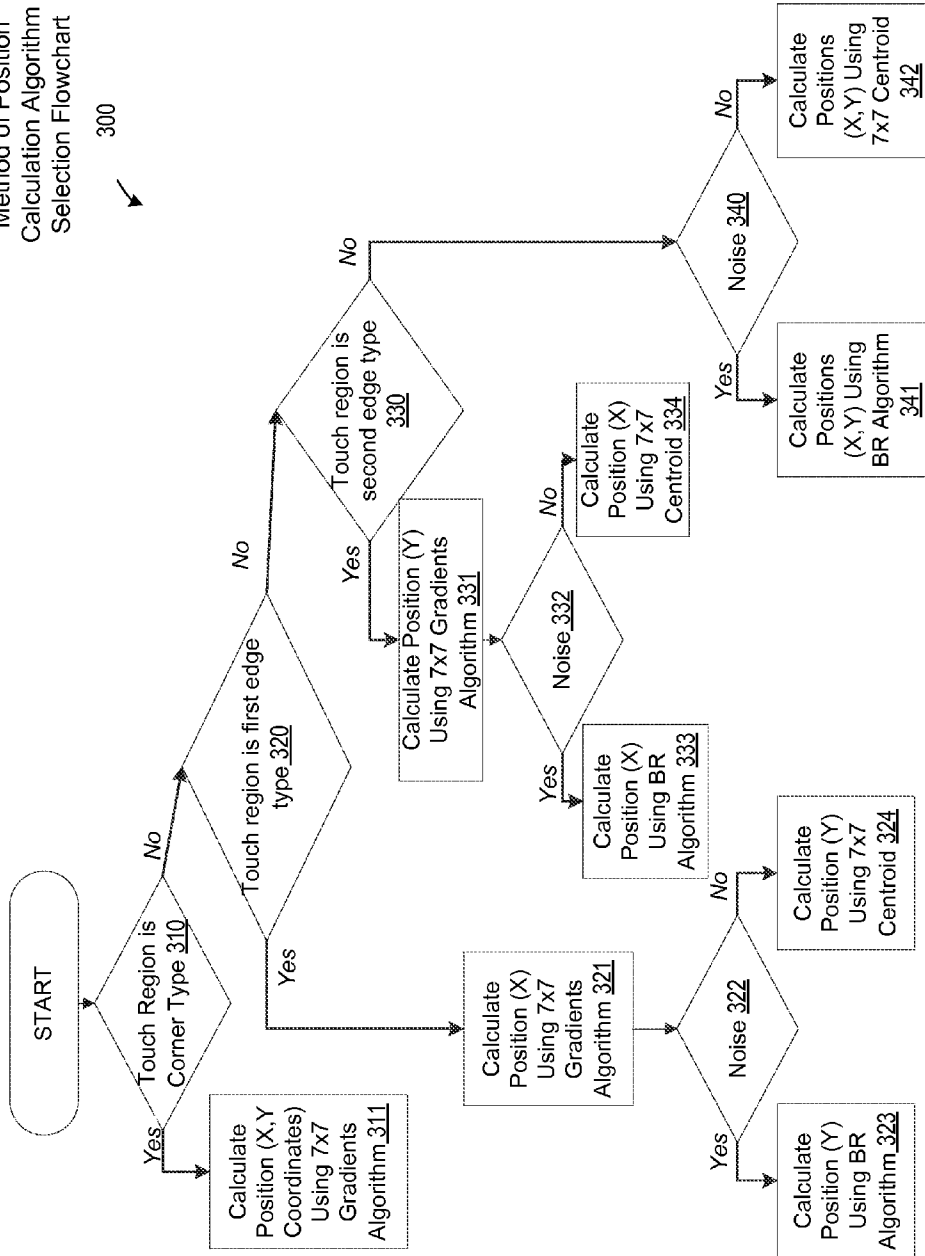 Method of Position
Calculation Algorithm
Selection Flowchart
300
START
Touch Region is
Corner Type 310
Yes
No
Calculate
Position (X,Y
Coordinates)
Using 7x7
Gradients
Algorithm 311
Touch region is first edge
type 320
Yes
No
Calculate
Position (X)
Using 7x7
Gradients
Algorithm 321
Noise 322
Yes
No
Calculate
Position (Y)
Using BR
Algorithm 323
Calculate
Position (Y)
Using 7x7
Centroid 324
Touch region is
second edge type
330
Yes
No
Calculate Position (Y)
Using 7x7 Gradients
Algorithm 331
Noise 332
Yes
No
Calculate
Position (X)
Using BR
Algorithm 333
Calculate
Position (X)
Using 7x7
Centroid 334
Noise 340
Yes
No
Calculate
Positions
(X,Y) Using
BR Algorithm
341
Calculate
Positions
(X,Y) Using
7x7 Centroid
342